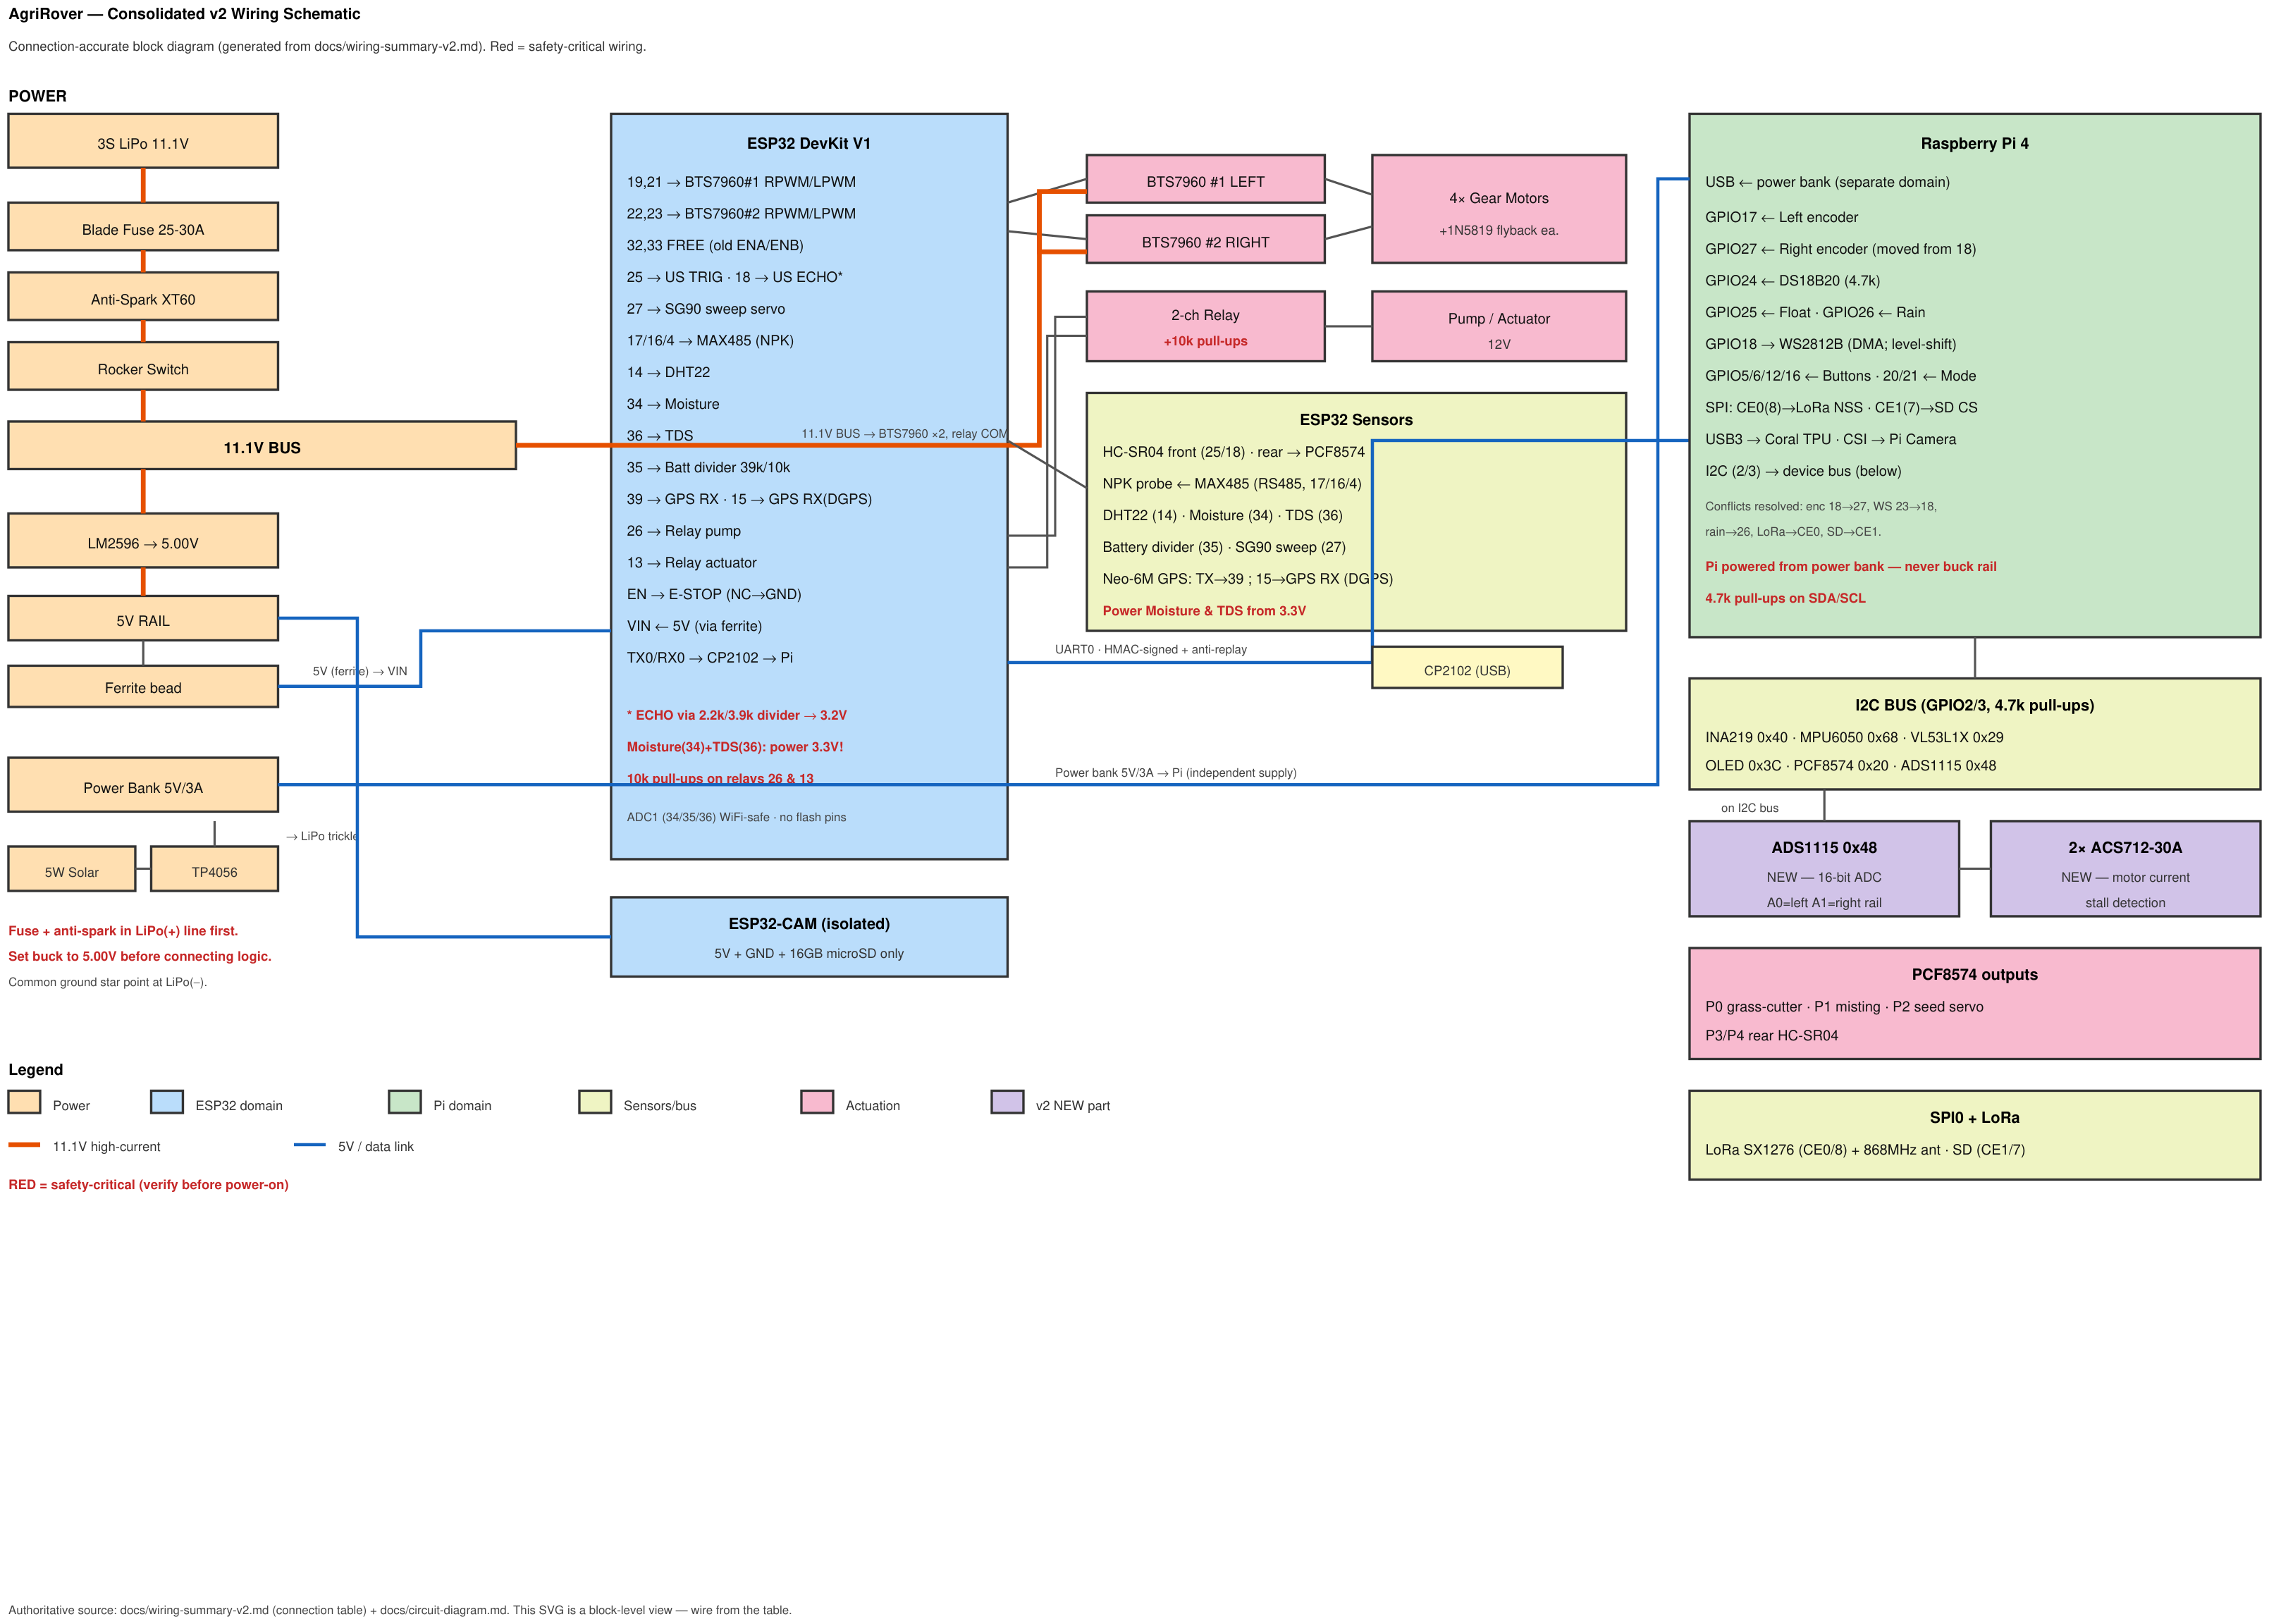 AgriRover — Consolidated v2 Wiring Schematic
Connection-accurate block diagram (generated from docs/wiring-summary-v2.md). Red = safety-critical wiring.
POWER
3S LiPo 11.1V
Blade Fuse 25-30A
Anti-Spark XT60
Rocker Switch
11.1V BUS
LM2596 → 5.00V
5V RAIL
Ferrite bead
5V (ferrite) → VIN
Power Bank 5V/3A
→ LiPo trickle
5W Solar
TP4056
Fuse + anti-spark in LiPo(+) line first.
Set buck to 5.00V before connecting logic.
Common ground star point at LiPo(–).
ESP32 DevKit V1
19,21 → BTS7960#1 RPWM/LPWM
22,23 → BTS7960#2 RPWM/LPWM
32,33 FREE (old ENA/ENB)
25 → US TRIG · 18 → US ECHO*
27 → SG90 sweep servo
17/16/4 → MAX485 (NPK)
14 → DHT22
34 → Moisture
36 → TDS
11.1V BUS → BTS7960 ×2, relay COM
35 → Batt divider 39k/10k
39 → GPS RX · 15 → GPS RX(DGPS)
26 → Relay pump
13 → Relay actuator
EN → E-STOP (NC→GND)
VIN ← 5V (via ferrite)
TX0/RX0 → CP2102 → Pi
* ECHO via 2.2k/3.9k divider → 3.2V
Moisture(34)+TDS(36): power 3.3V!
10k pull-ups on relays 26 & 13
ADC1 (34/35/36) WiFi-safe · no flash pins
ESP32-CAM (isolated)
5V + GND + 16GB microSD only
BTS7960 #1 LEFT
BTS7960 #2 RIGHT
4× Gear Motors
+1N5819 flyback ea.
2-ch Relay
+10k pull-ups
Pump / Actuator
12V
ESP32 Sensors
HC-SR04 front (25/18) · rear → PCF8574
NPK probe ← MAX485 (RS485, 17/16/4)
DHT22 (14) · Moisture (34) · TDS (36)
Battery divider (35) · SG90 sweep (27)
Neo-6M GPS: TX→39 ; 15→GPS RX (DGPS)
Power Moisture & TDS from 3.3V
UART0 · HMAC-signed + anti-replay
CP2102 (USB)
Power bank 5V/3A → Pi (independent supply)
Raspberry Pi 4
USB ← power bank (separate domain)
GPIO17 ← Left encoder
GPIO27 ← Right encoder (moved from 18)
GPIO24 ← DS18B20 (4.7k)
GPIO25 ← Float · GPIO26 ← Rain
GPIO18 → WS2812B (DMA; level-shift)
GPIO5/6/12/16 ← Buttons · 20/21 ← Mode
SPI: CE0(8)→LoRa NSS · CE1(7)→SD CS
USB3 → Coral TPU · CSI → Pi Camera
I2C (2/3) → device bus (below)
Conflicts resolved: enc 18→27, WS 23→18,
rain→26, LoRa→CE0, SD→CE1.
Pi powered from power bank — never buck rail
4.7k pull-ups on SDA/SCL
I2C BUS (GPIO2/3, 4.7k pull-ups)
INA219 0x40 · MPU6050 0x68 · VL53L1X 0x29
OLED 0x3C · PCF8574 0x20 · ADS1115 0x48
on I2C bus
ADS1115 0x48
NEW — 16-bit ADC
A0=left A1=right rail
2× ACS712-30A
NEW — motor current
stall detection
PCF8574 outputs
P0 grass-cutter · P1 misting · P2 seed servo
P3/P4 rear HC-SR04
SPI0 + LoRa
LoRa SX1276 (CE0/8) + 868MHz ant · SD (CE1/7)
Legend
Power
ESP32 domain
Pi domain
Sensors/bus
Actuation
v2 NEW part
11.1V high-current
5V / data link
RED = safety-critical (verify before power-on)
Authoritative source: docs/wiring-summary-v2.md (connection table) + docs/circuit-diagram.md. This SVG is a block-level view — wire from the table.